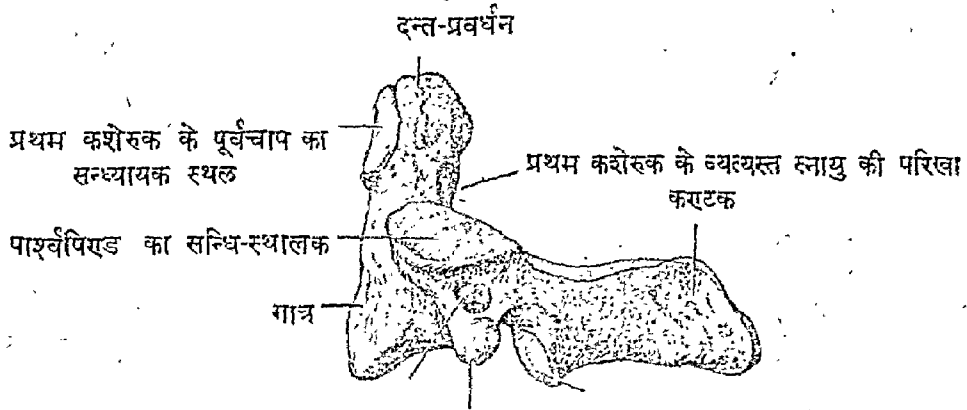 दन्त-प्रवर्धन
प्रथम कशेरुक के पूर्वचाप का
सन्ध्यायक स्थल
प्रथम कशेरुक के व्यत्यस्त स्नायु की परिखा
कण्टक
पार्श्वपिण्ड का सन्धि-स्थालक
गात्र